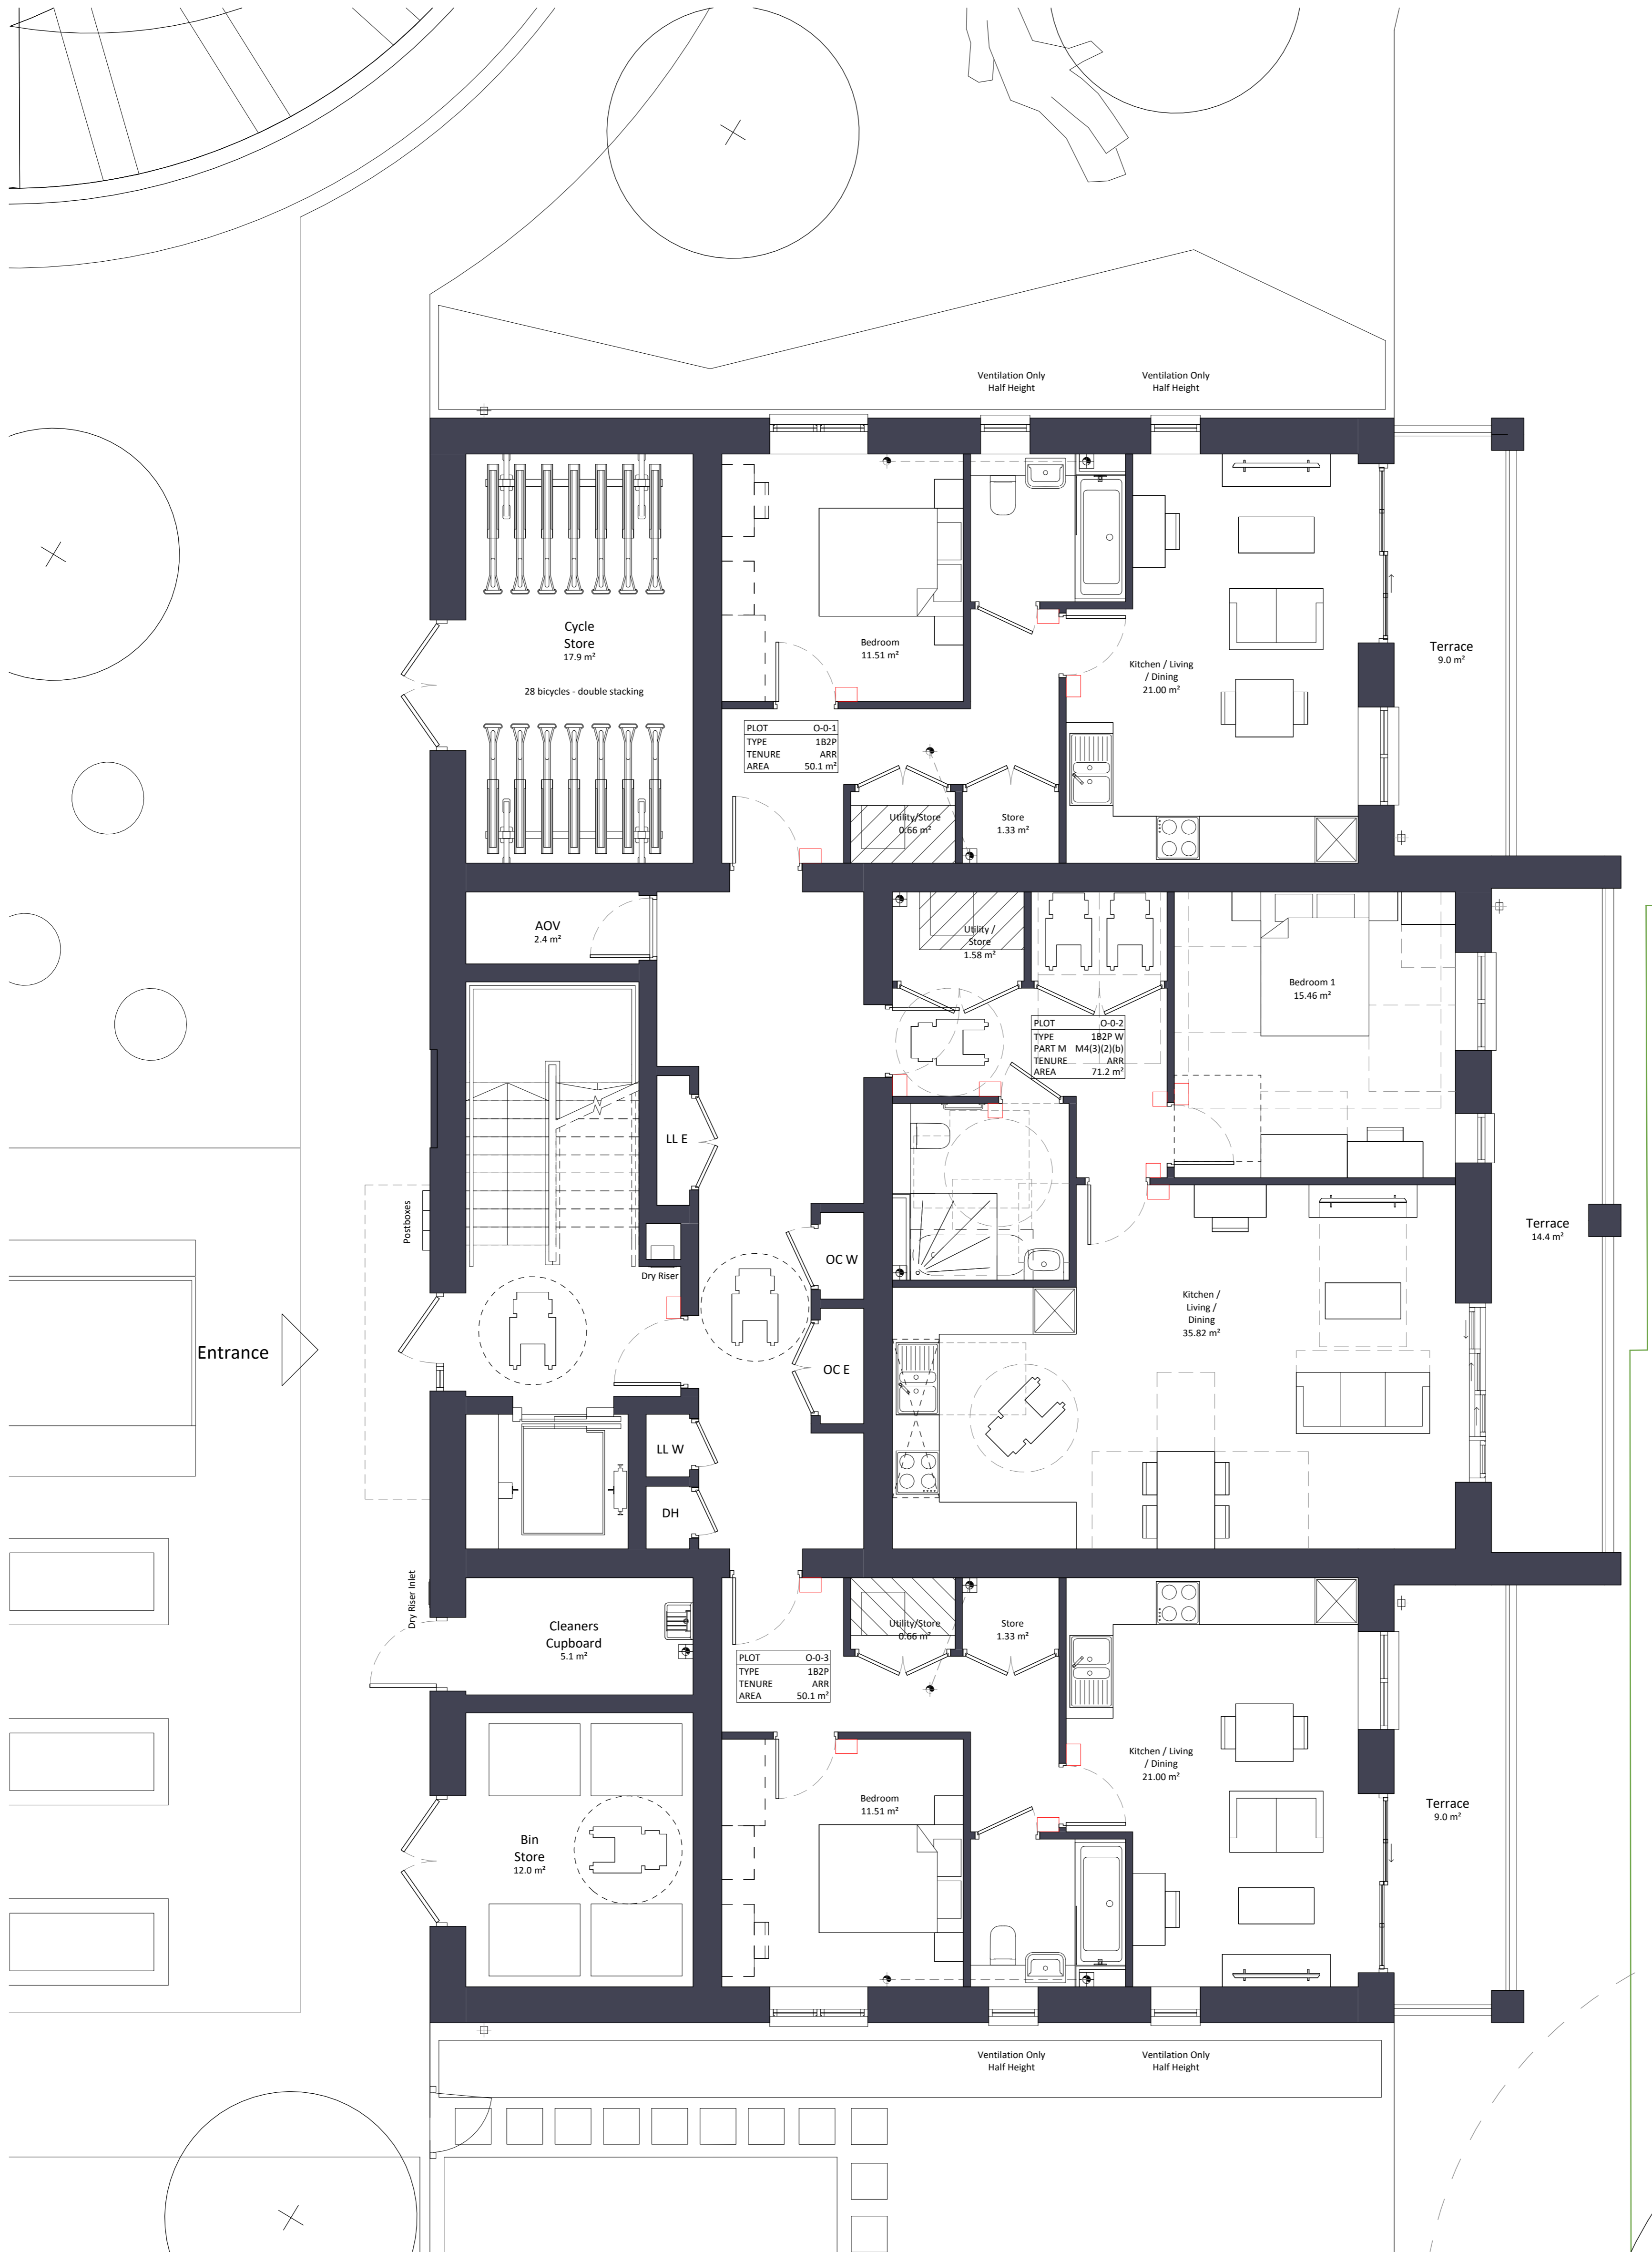 Ventilation Only
Half Height
Ventilation Only
Half Height
Cycle
Store
17.9 m²
28 bicycles - double stacking
Bedroom
11.51 m²
Kitchen / Living
/ Dining
21.00 m²
Terrace
9.0 m²
PLOT O-0-1
TYPE 1B2P
TENURE ARR
AREA 50.1 m²
Utility/Store
0.66 m²
Store
1.33 m²
AOV
2.4 m²
Utility /
Store
1.58 m²
Bedroom 1
15.46 m²
PLOT O-0-2
TYPE 1B2P W
PART M M4(3)(2)(b)
TENURE ARR
AREA 71.2 m²
LL E
Postboxes
Dry Riser
OC W
OC E
Terrace
14.4 m²
Kitchen /
Living /
Dining
35.82 m²
Entrance
LL W
DH
Dry Riser Inlet
Cleaners
Cupboard
5.1 m²
Utility/Store
0.66 m²
Store
1.33 m²
PLOT O-0-3
TYPE 1B2P
TENURE ARR
AREA 50.1 m²
Kitchen / Living
/ Dining
21.00 m²
Bedroom
11.51 m²
Terrace
9.0 m²
Bin
Store
12.0 m²
Ventilation Only
Half Height
Ventilation Only
Half Height